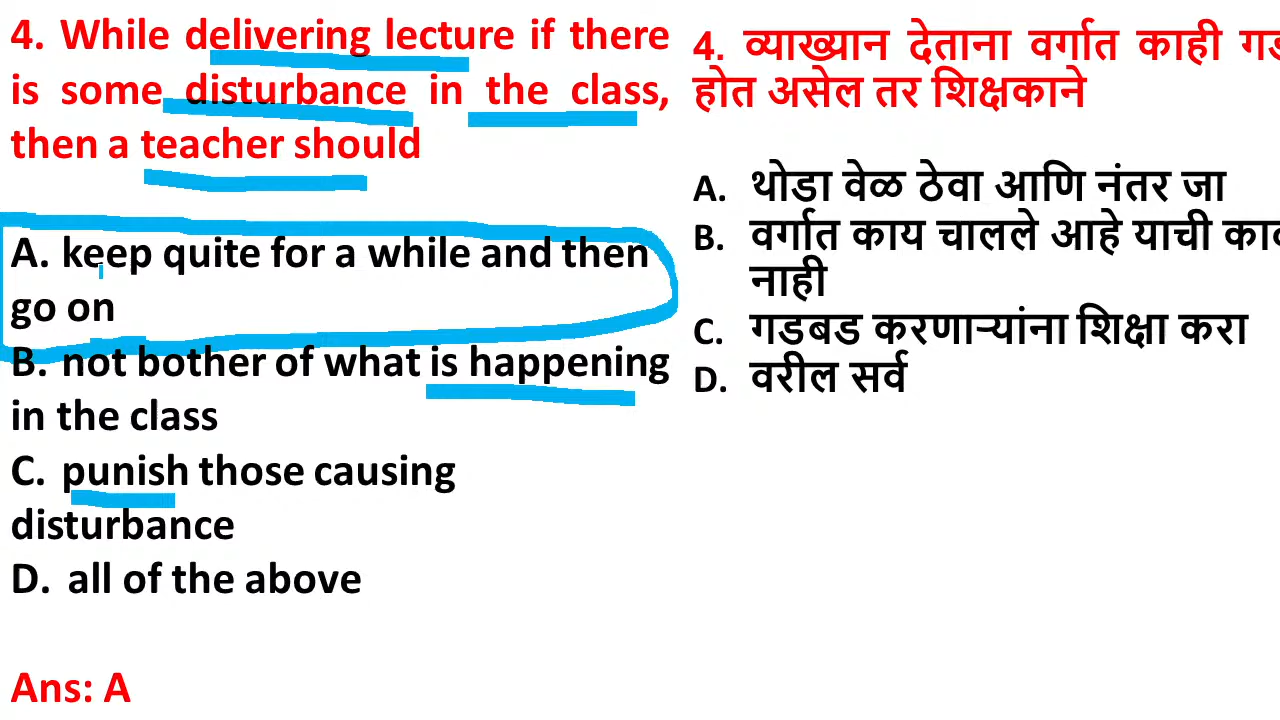 4. While delivering lecture if there
is some disturbance in the class,
then a teacher should
A. keep quite for a while and then
go on
B. not bother of what is happening
in the class
C. punish those causing
disturbance
D. all of the above
Ans: A
4. व्याख्यान देताना वर्गात काही
होत असेल तर शिक्षकाने
A. थोडा वेळ ठेवा आणि नंतर जा
B. वर्गात काय चालले आहे याची
नाही
C. गडबड करणाऱ्यांना शिक्षा करा
D. वरील सर्व